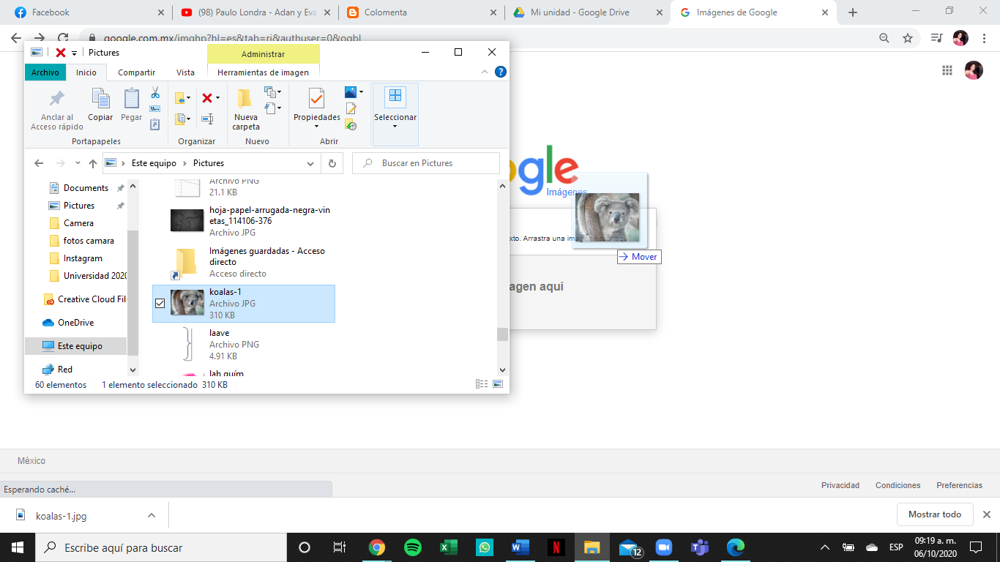 Facebook
(98) Paulo Londra - Adan y Eva
Colomenta
Mi unidad - Google Drive
Imágenes de Google
google.com.mx/imghp?hl=es&tab=ri&authuser=0&ogbl
Pictures
Administrar
Archivo
Inicio
Compartir
Vista
Herramientas de imagen
Anclar al
Acceso rápido
Copiar
Pegar
Nueva
carpeta
Propiedades
Seleccionar
Portapapeles
Organizar
Nuevo
Abrir
Este equipo
Pictures
Buscar en Pictures
Documents
Pictures
Camera
fotos camara
Instagram
Universidad 2020
Creative Cloud Fil
OneDrive
Este equipo
Red
Archivo PNG
21.1 KB
hoja-papel-arrugada-negra-vin
etas_114106-376
Archivo JPG
Imágenes guardadas - Acceso
directo
Acceso directo
koalas-1
Archivo JPG
310 KB
laave
Archivo PNG
4.91 KB
lab quím
60 elementos
1 elemento seleccionado 310 KB
ogle
Imágenes
xto. Arrastra una imagen hasta aquí.
Mover
agen aquí
México
Esperando caché...
Privacidad
Condiciones
Preferencias
koalas-1.jpg
Mostrar todo
Escribe aquí para buscar
12
ESP
09:19 a. m.
06/10/2020